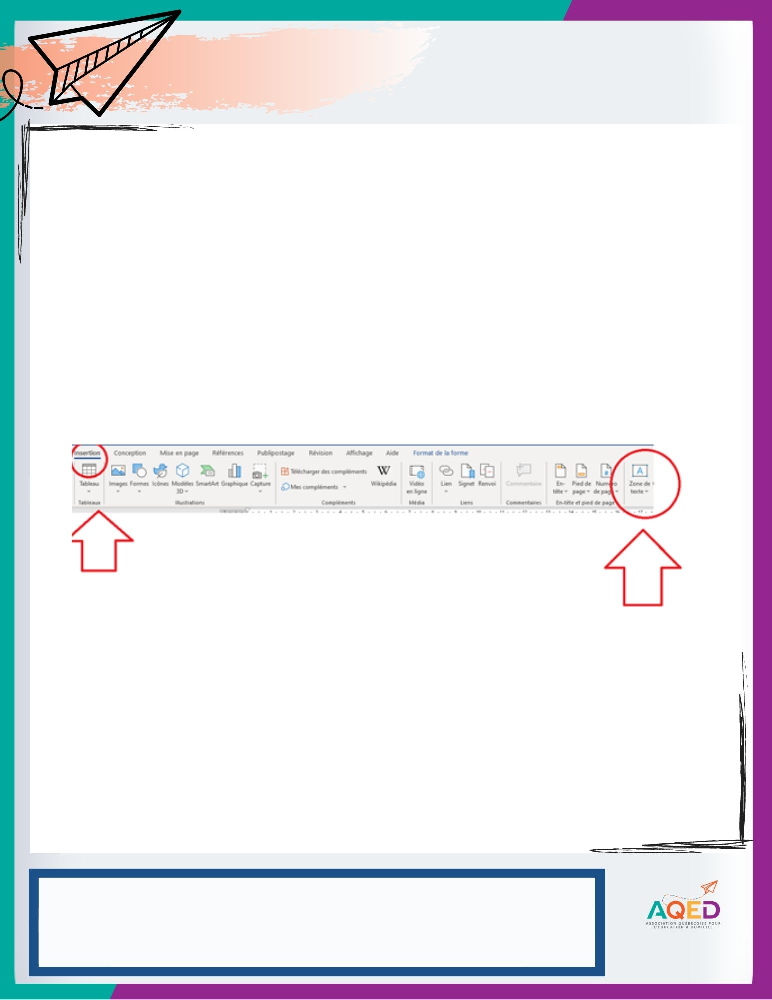 Insertion Conception Mise en page Références Publipostage Révision Affichage Aide Format de la forme
Tableau Images Formes Icônes Modèles 3D SmartArt Graphique Capture
Télécharger des compléments
Mes compléments
W
Wikipédia
Vidéo en ligne
Lien Signet Renvoi
Commentaire
En-tête Pied de page Numéro de page
A
Zone de texte
Tableaux Illustrations Compléments Média Liens Commentaires En-tête et pied de page
AQED
ASSOCIATION QUÉBÉCOISE POUR
L'ÉDUCATION À DOMICILE